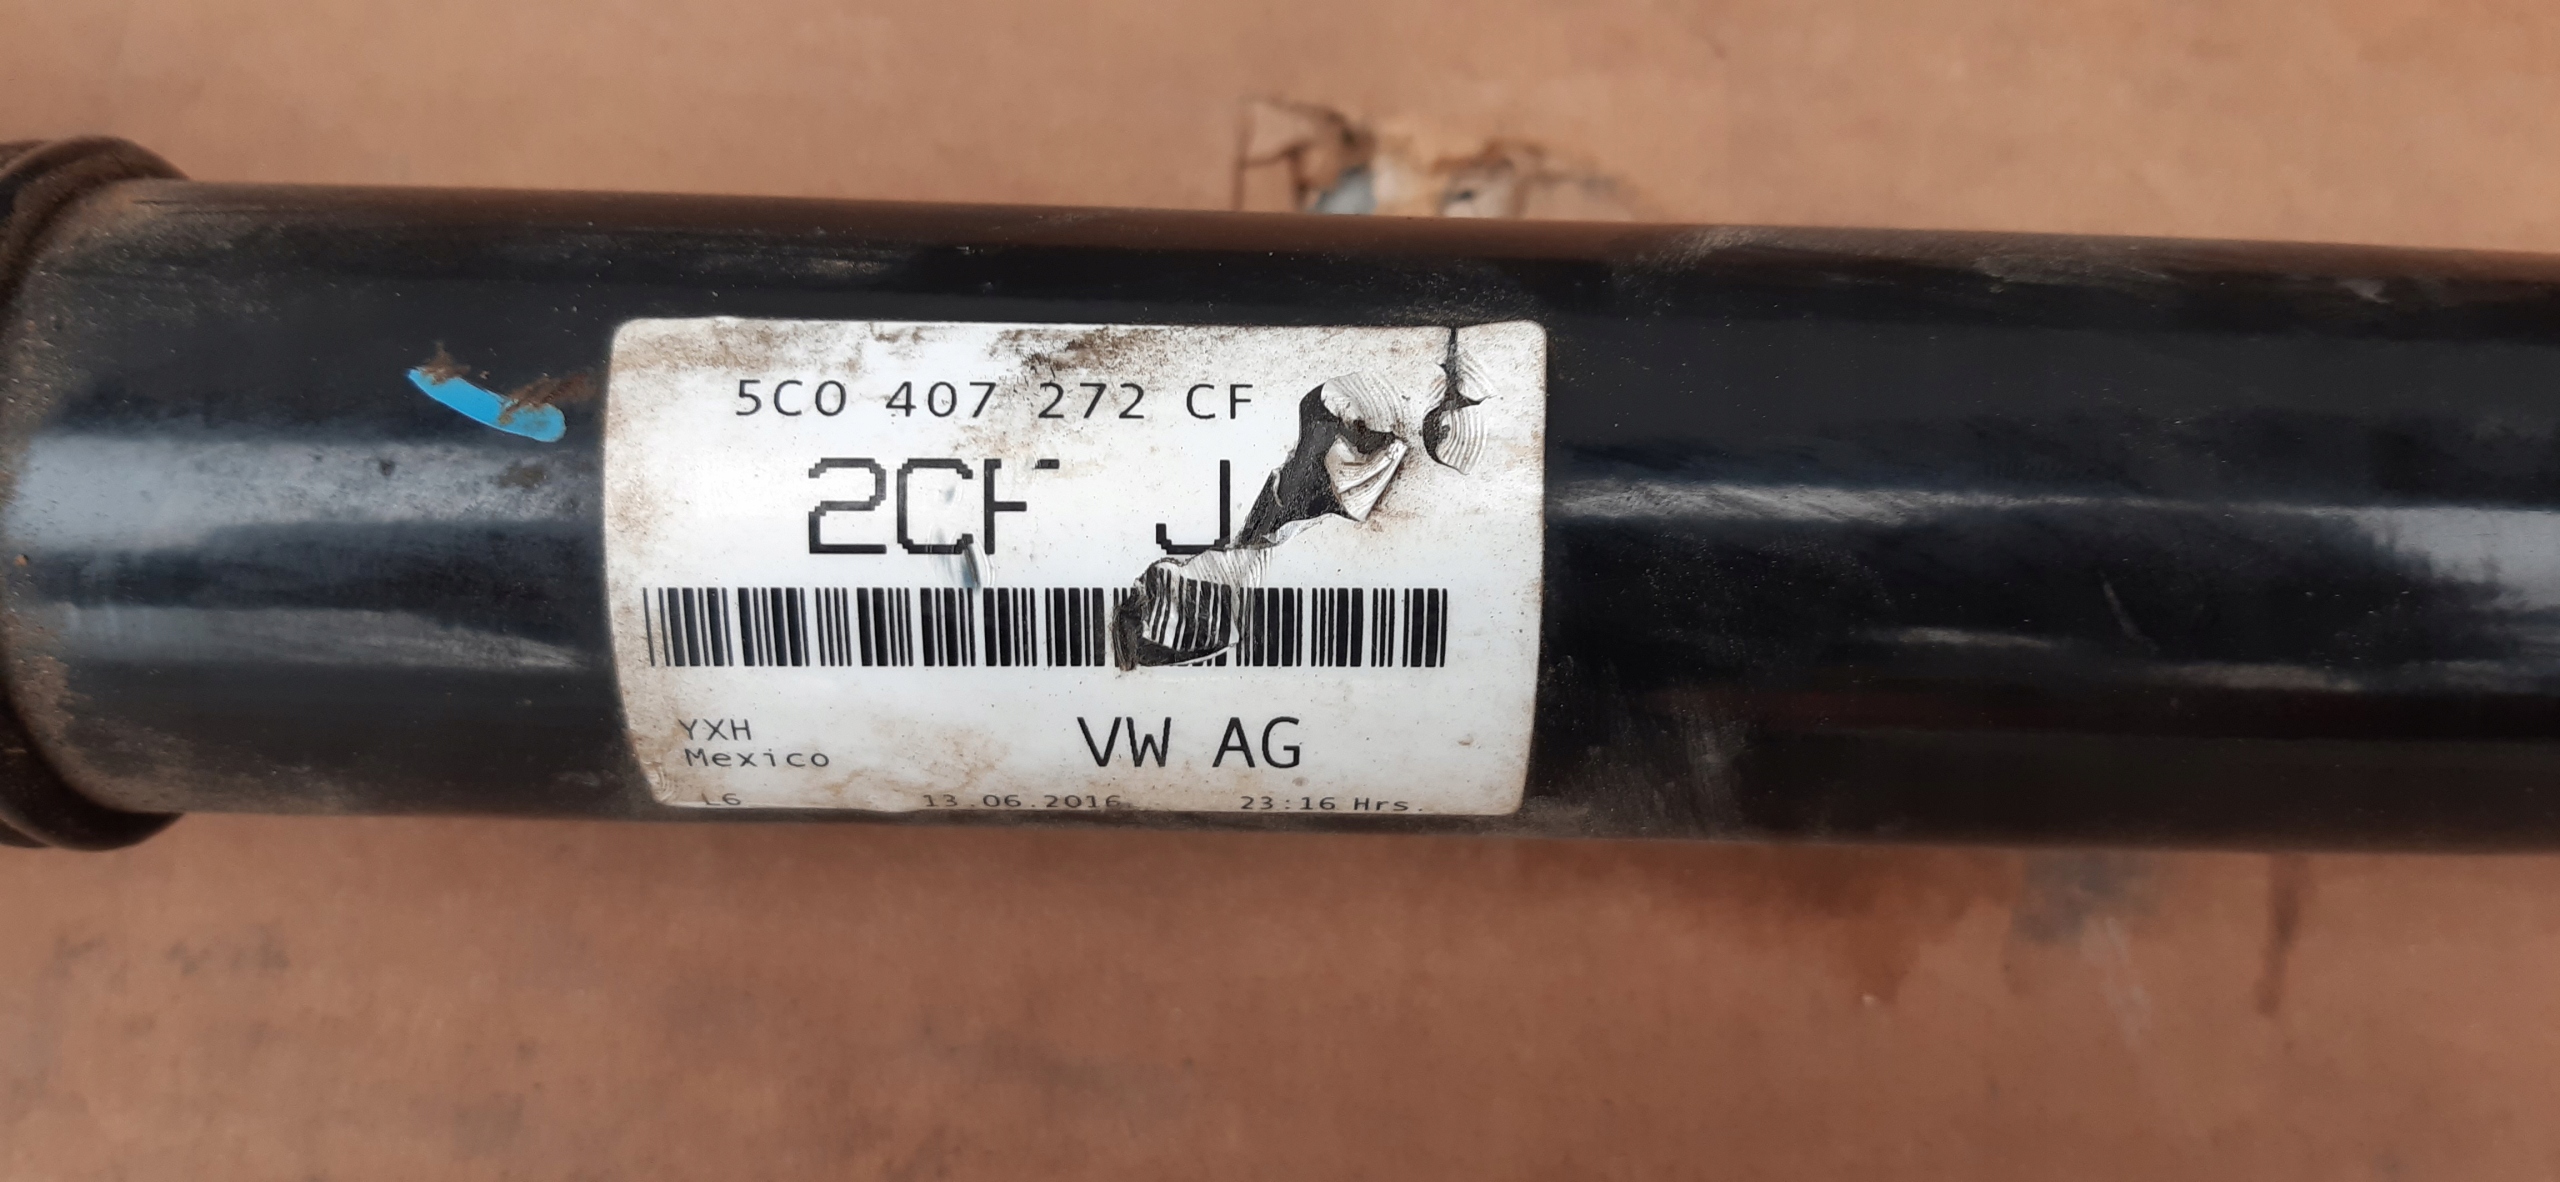 5C0 407 272 CF
2CF J
YXH
Mexico
VW AG
L6 13.06.2016 23:16 Hrs.